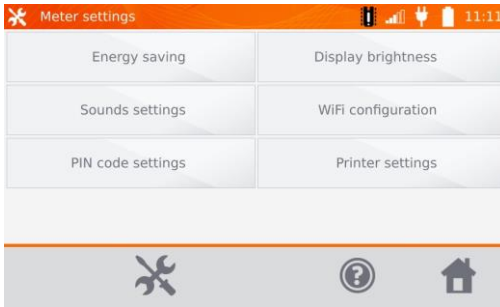 Meter settings 11:11
Energy saving Display brightness
Sounds settings WiFi configuration
PIN code settings Printer settings
?